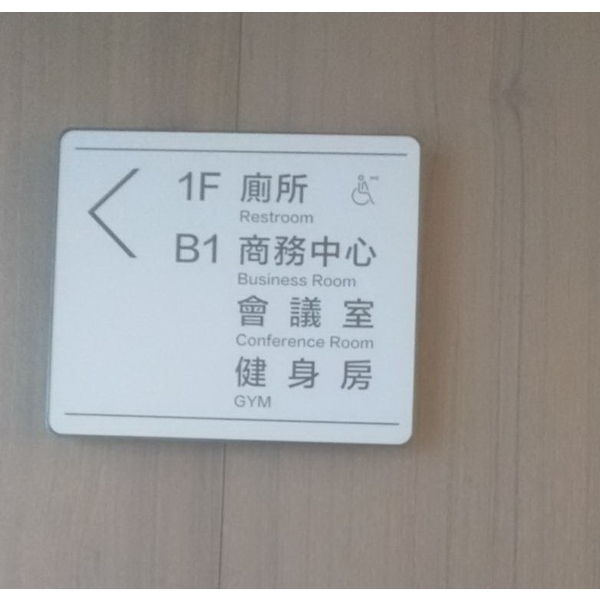 1F 廁所
Restroom
B1 商務中心
Business Room
會議室
Conference Room
健身房
GYM